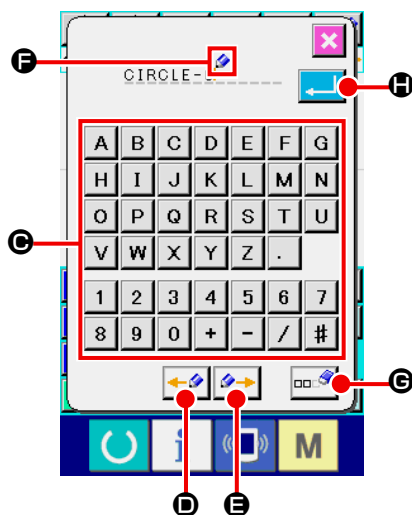 F
CIRCLE-
H
A B C D E F G
H I J K L M N
O P Q R S T U
C
V W X Y Z .
1 2 3 4 5 6 7
8 9 0 + - / #
G
i M
D E